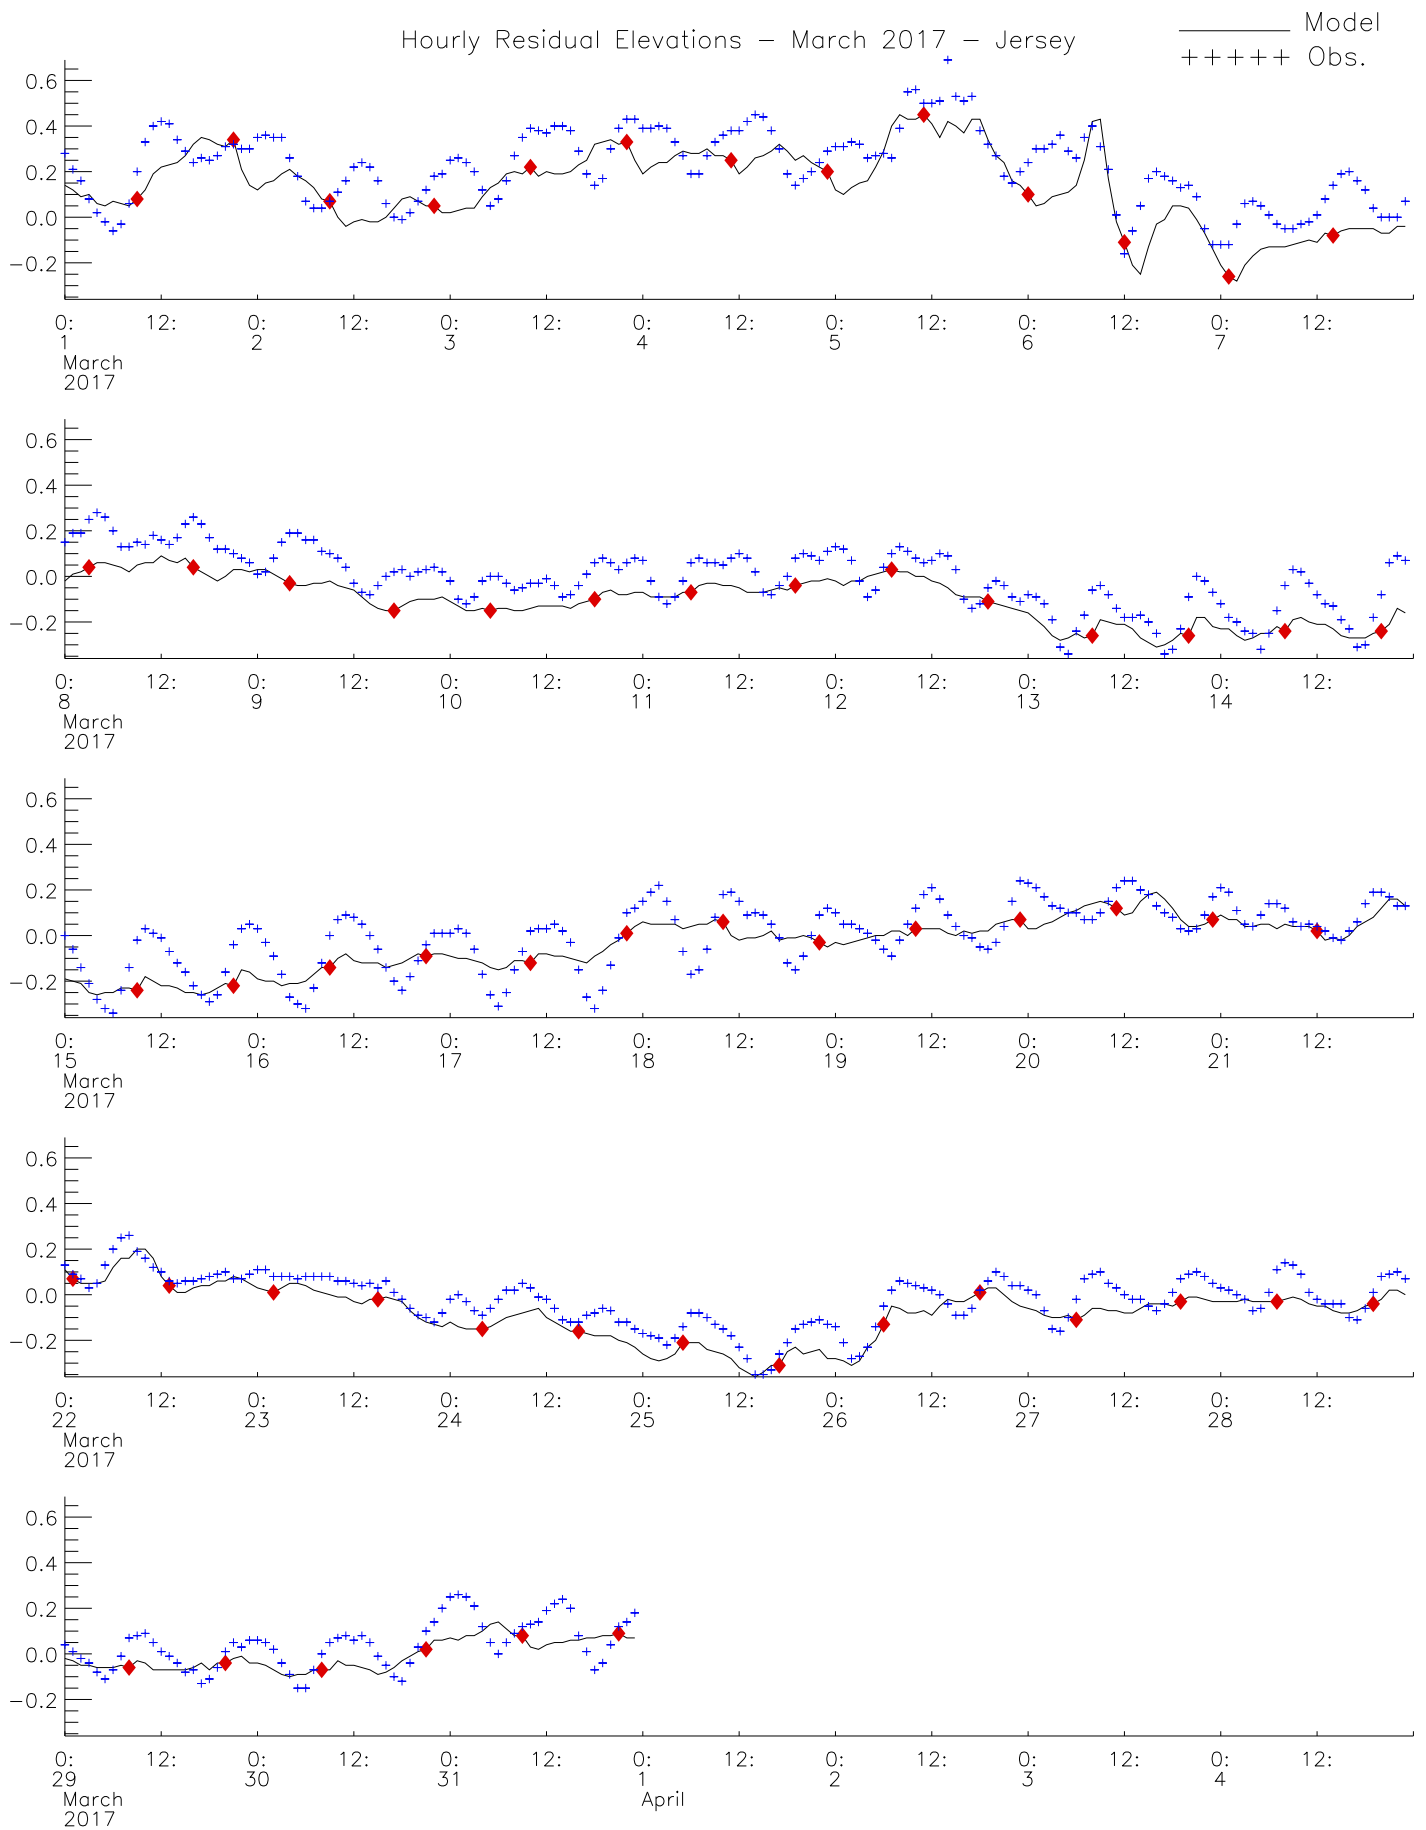 Hourly Residual Elevations – March 2017 – Jersey
Model
+++++ Obs.
0.6
0.4
0.2
0.0
−0.2
0: 12: 0: 12: 0: 12: 0: 12: 0: 12: 0: 12: 0: 12:
1 2 3 4 5 6 7
March
2017
0.6
0.4
0.2
0.0
−0.2
0: 12: 0: 12: 0: 12: 0: 12: 0: 12: 0: 12: 0: 12:
8 9 10 11 12 13 14
March
2017
0.6
0.4
0.2
0.0
−0.2
0: 12: 0: 12: 0: 12: 0: 12: 0: 12: 0: 12: 0: 12:
15 16 17 18 19 20 21
March
2017
0.6
0.4
0.2
0.0
−0.2
0: 12: 0: 12: 0: 12: 0: 12: 0: 12: 0: 12: 0: 12:
22 23 24 25 26 27 28
March
2017
0.6
0.4
0.2
0.0
−0.2
0: 12: 0: 12: 0: 12: 0: 12: 0: 12: 0: 12: 0: 12:
29 30 31 1 2 3 4
March April
2017